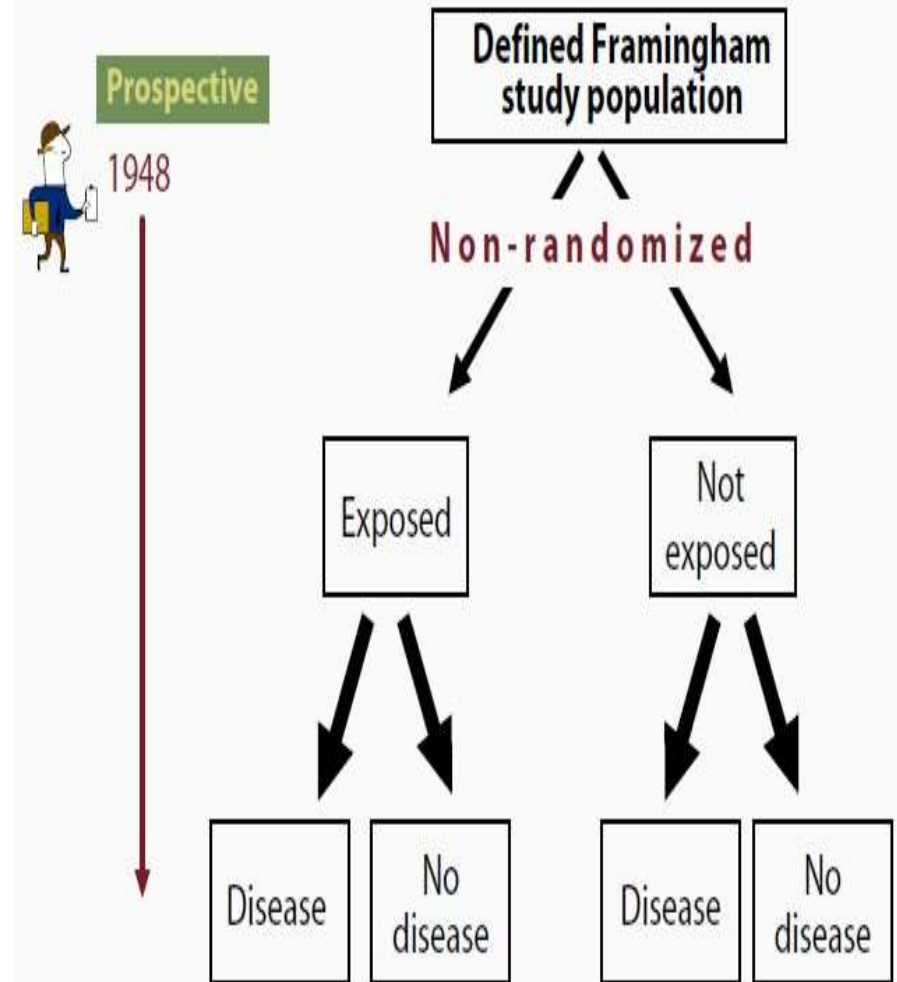 Prospective
1948
Defined Framingham
study population
Non-randomized
Exposed
Not
exposed
Disease
No
disease
Disease
No
disease